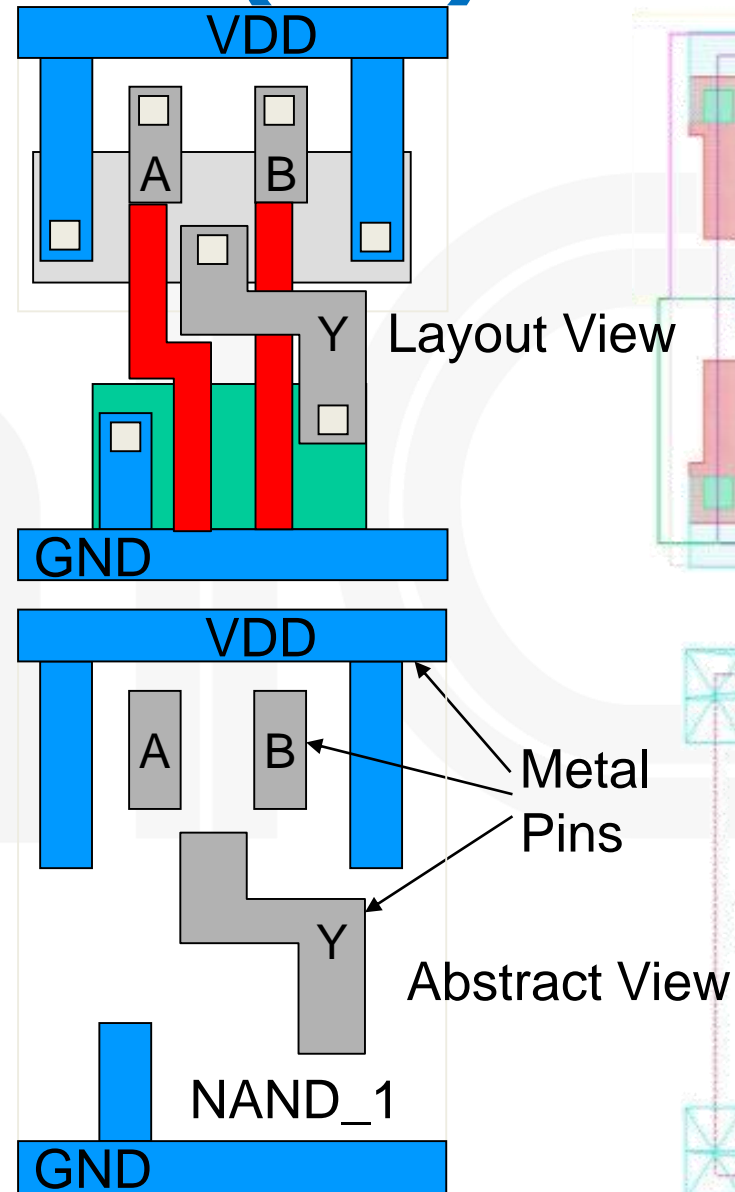 VDD
A
B
Y
Layout View
GND
VDD
A
B
Metal
Pins
Y
Abstract View
NAND_1
GND